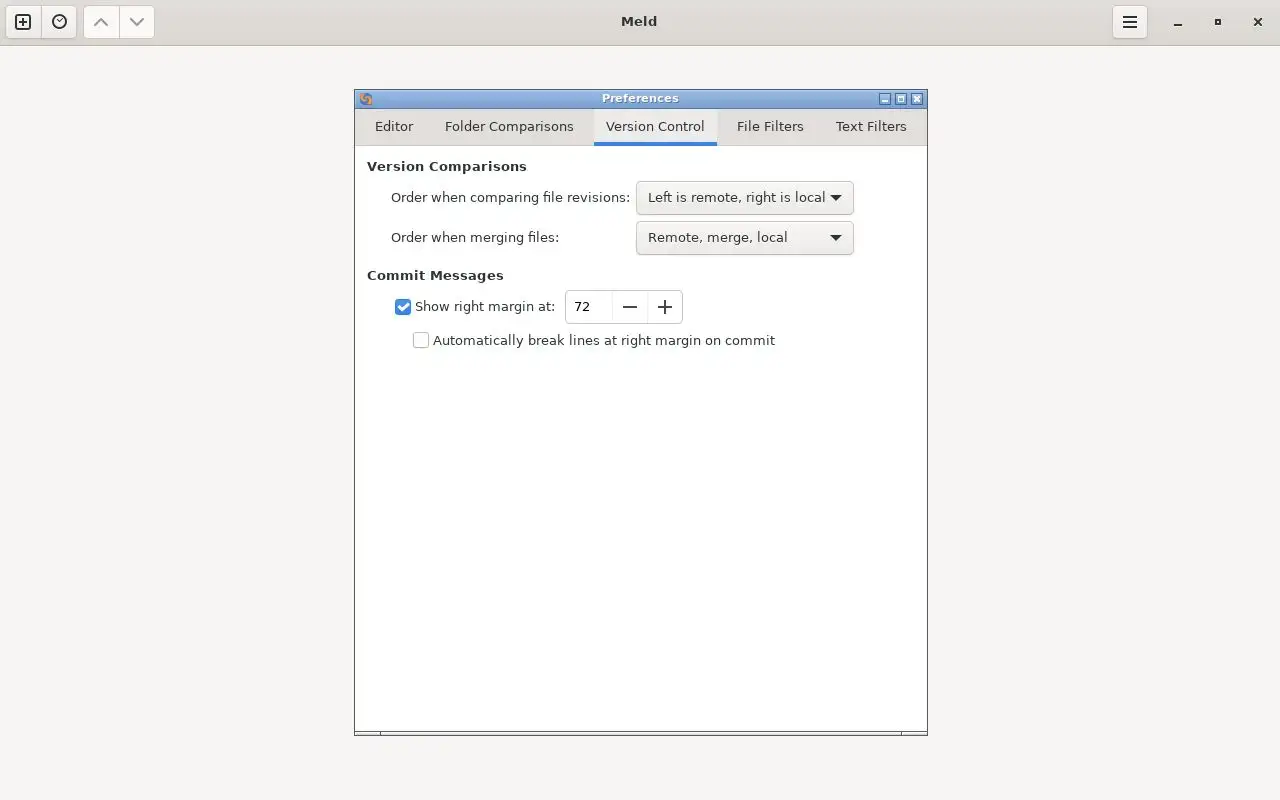 Meld
Preferences
Editor Folder Comparisons Version Control File Filters Text Filters
Version Comparisons
Order when comparing file revisions: Left is remote, right is local
Order when merging files: Remote, merge, local
Commit Messages
Show right margin at: 72
Automatically break lines at right margin on commit